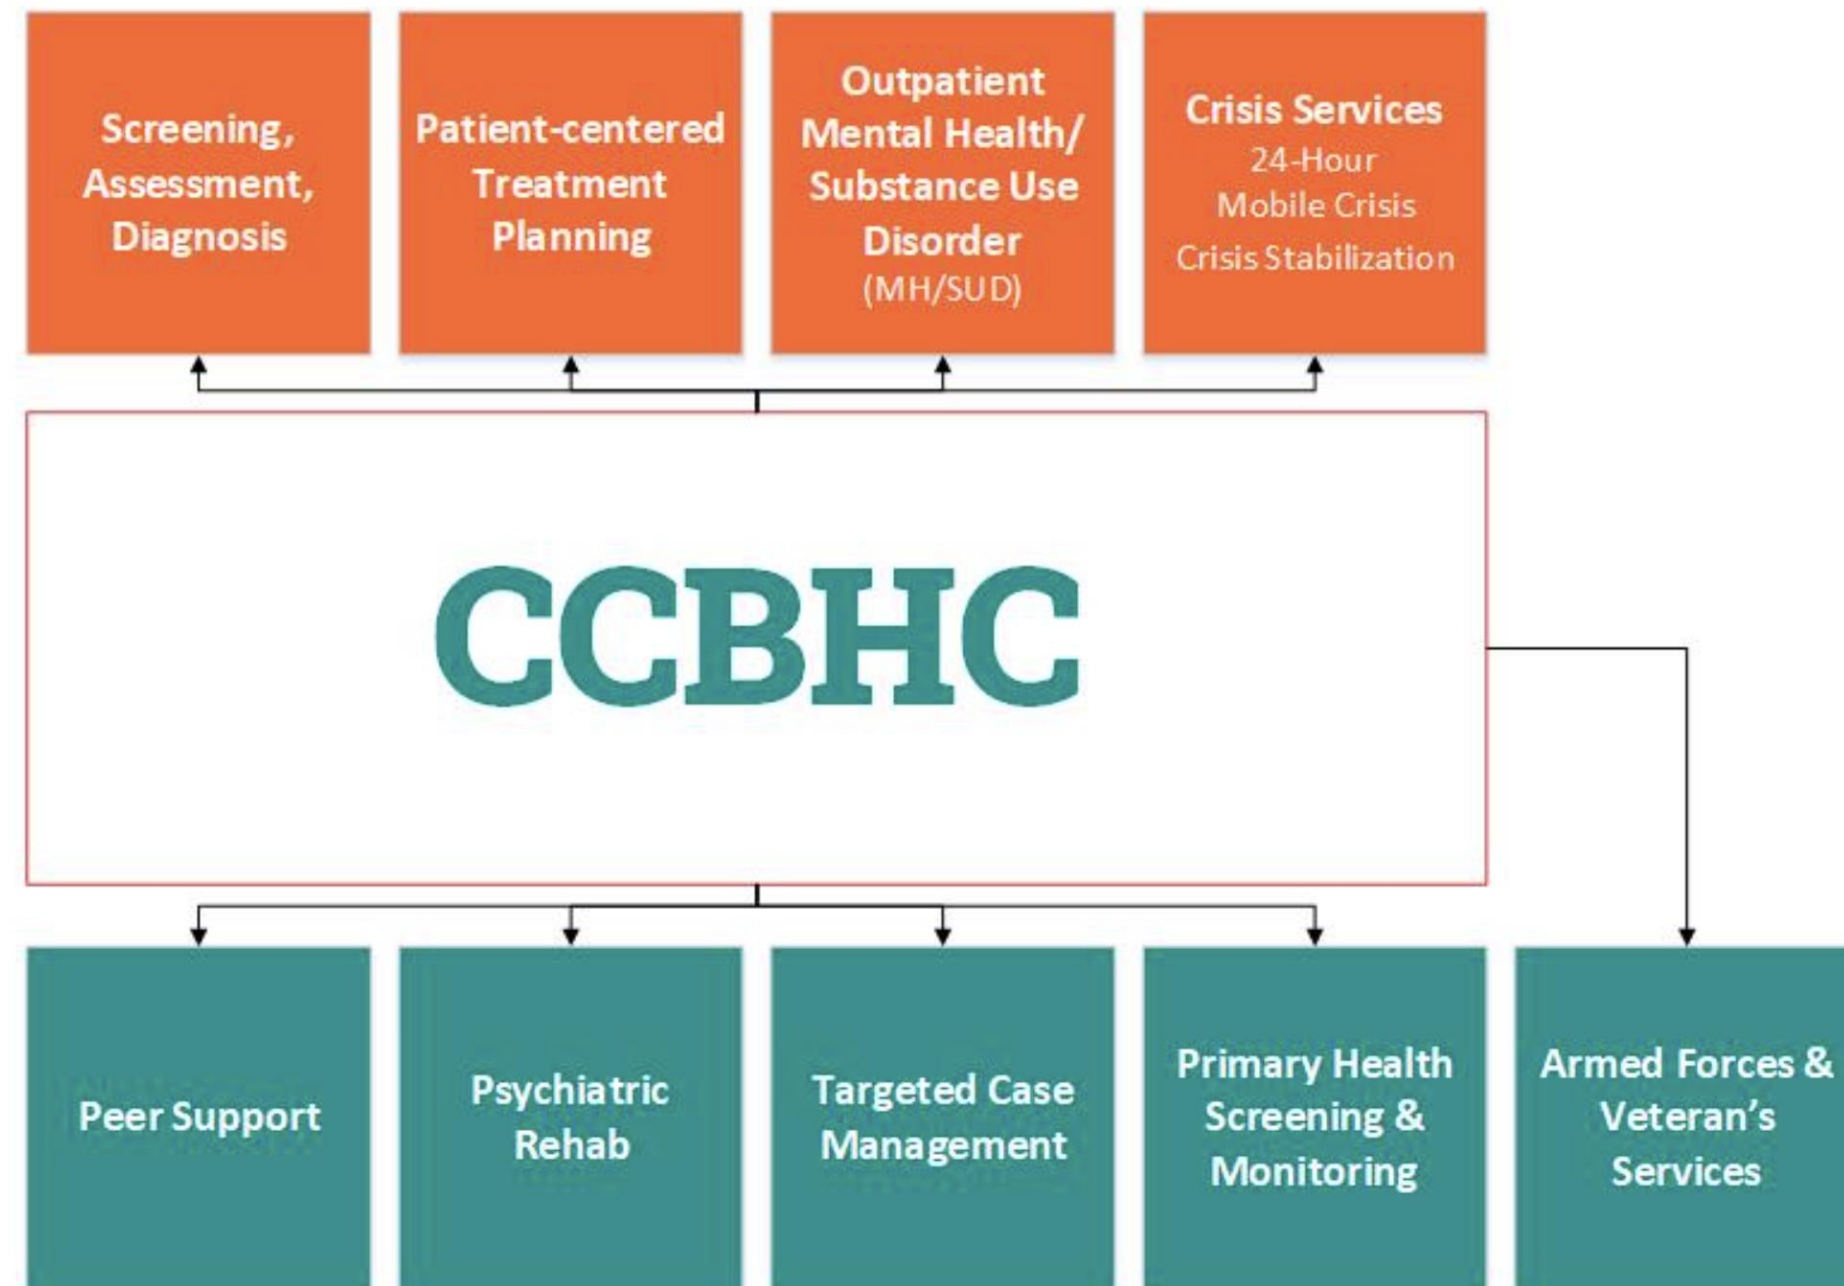 Screening,
Assessment,
Diagnosis
Patient-centered
Treatment
Planning
Outpatient
Mental Health/
Substance Use
Disorder
(MH/SUD)
Crisis Services
24-Hour
Mobile Crisis
Crisis Stabilization
CCBHC
Peer Support
Psychiatric
Rehab
Targeted Case
Management
Primary Health
Screening &
Monitoring
Armed Forces &
Veteran’s
Services